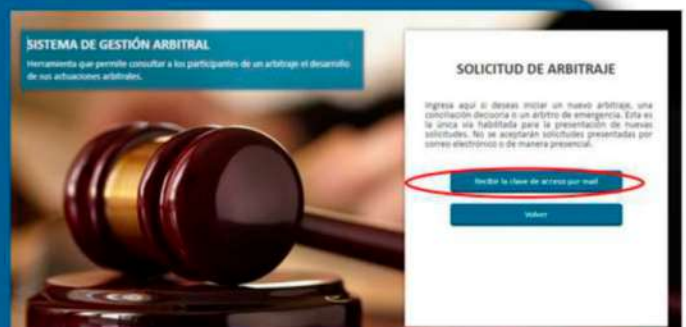 SISTEMA DE GESTIÓN ARBITRAL
Herramienta que permite consultar a los participantes de un arbitraje el desarrollo
de sus actuaciones arbitrales.
SOLICITUD DE ARBITRAJE
Ingresa aquí si deseas iniciar un nuevo arbitraje, una
conciliación decisoria o un árbitro de emergencia. Esta es
la única vía habilitada para la presentación de nuevas
solicitudes. No se aceptarán solicitudes presentadas por
correo electrónico o de manera presencial.
Recibir la clave de acceso por mail
Volver